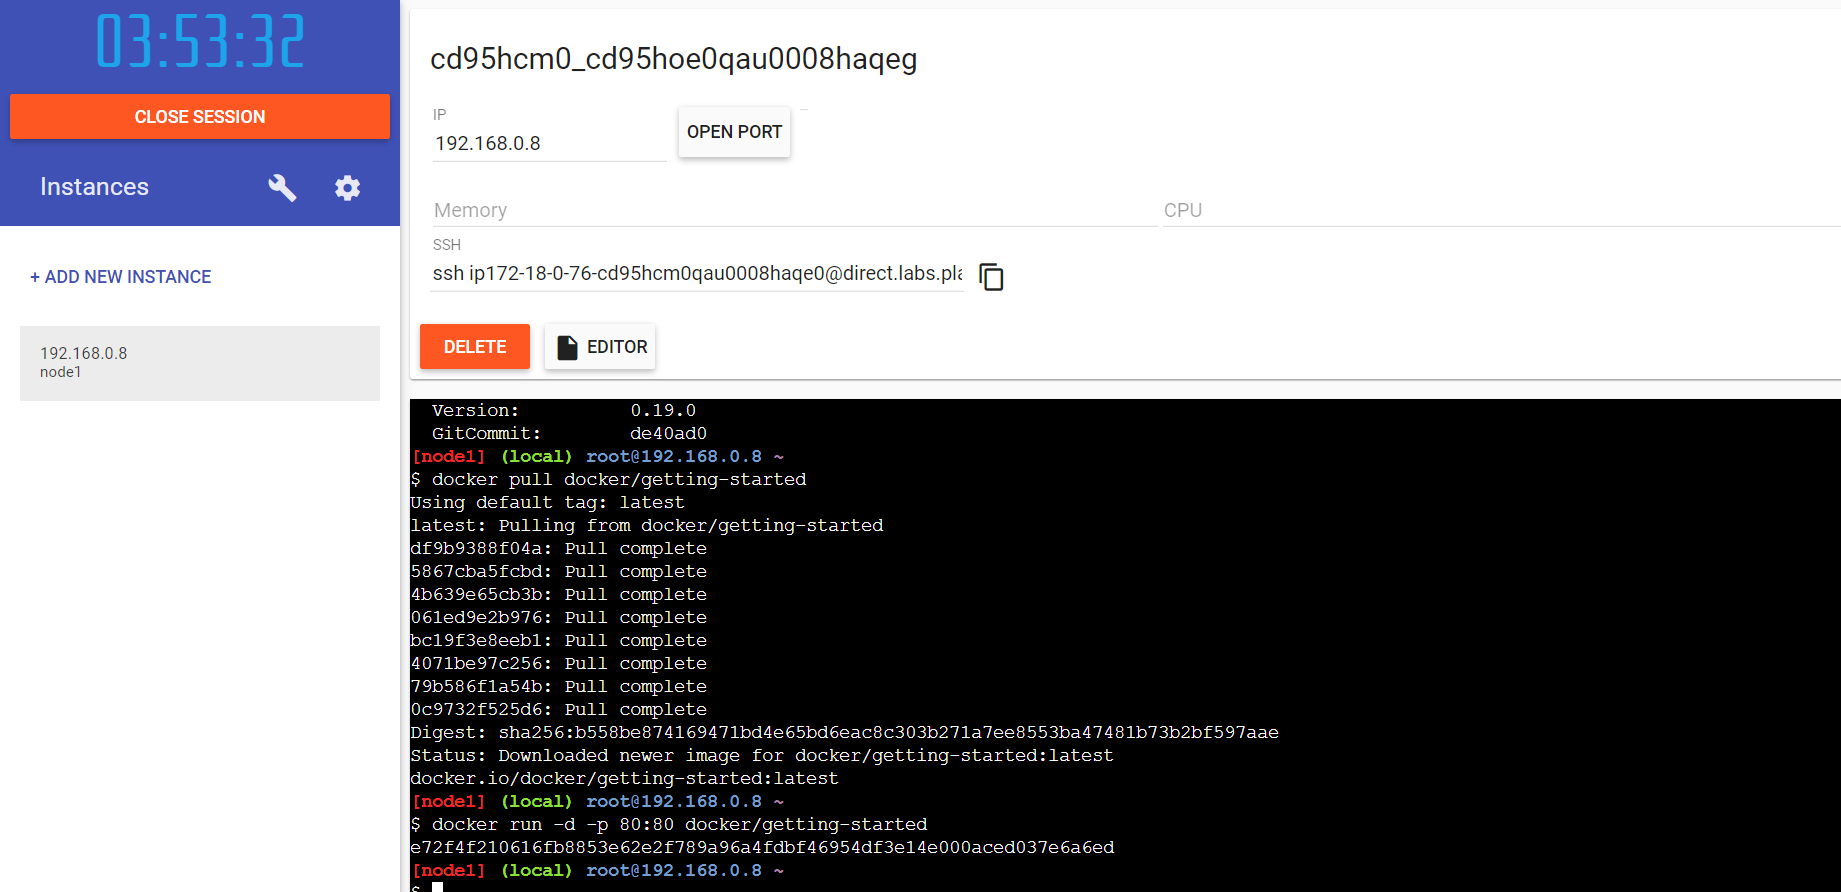 03:53:32
CLOSE SESSION
Instances
+ ADD NEW INSTANCE
192.168.0.8
node1
cd95hcm0_cd95hoe0qau0008haqeg
IP
192.168.0.8
OPEN PORT
Memory
CPU
SSH
ssh ip172-18-0-76-cd95hcm0qau0008haqe0@direct.labs.pla
DELETE
EDITOR
Version: 0.19.0
GitCommit: de40ad0
[node1] (local) root@192.168.0.8 ~
$ docker pull docker/getting-started
Using default tag: latest
latest: Pulling from docker/getting-started
df9b9388f04a: Pull complete
5867cba5fcbd: Pull complete
4b639e65cb3b: Pull complete
061ed9e2b976: Pull complete
bc19f3e8eeb1: Pull complete
4071be97c256: Pull complete
79b586f1a54b: Pull complete
0c9732f525d6: Pull complete
Digest: sha256:b558be874169471bd4e65bd6eac8c303b271a7ee8553ba47481b73b2bf597aae
Status: Downloaded newer image for docker/getting-started:latest
docker.io/docker/getting-started:latest
[node1] (local) root@192.168.0.8 ~
$ docker run -d -p 80:80 docker/getting-started
e72f4f210616fb8853e62e2f789a96a4fdbf46954df3e14e000aced037e6a6ed
[node1] (local) root@192.168.0.8 ~
$